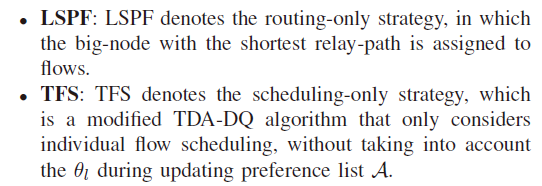 • LSPF: LSPF denotes the routing-only strategy, in which
the big-node with the shortest relay-path is assigned to
flows.
• TFS: TFS denotes the scheduling-only strategy, which
is a modified TDA-DQ algorithm that only considers
individual flow scheduling, without taking into account
the θₗ during updating preference list 𝒜.